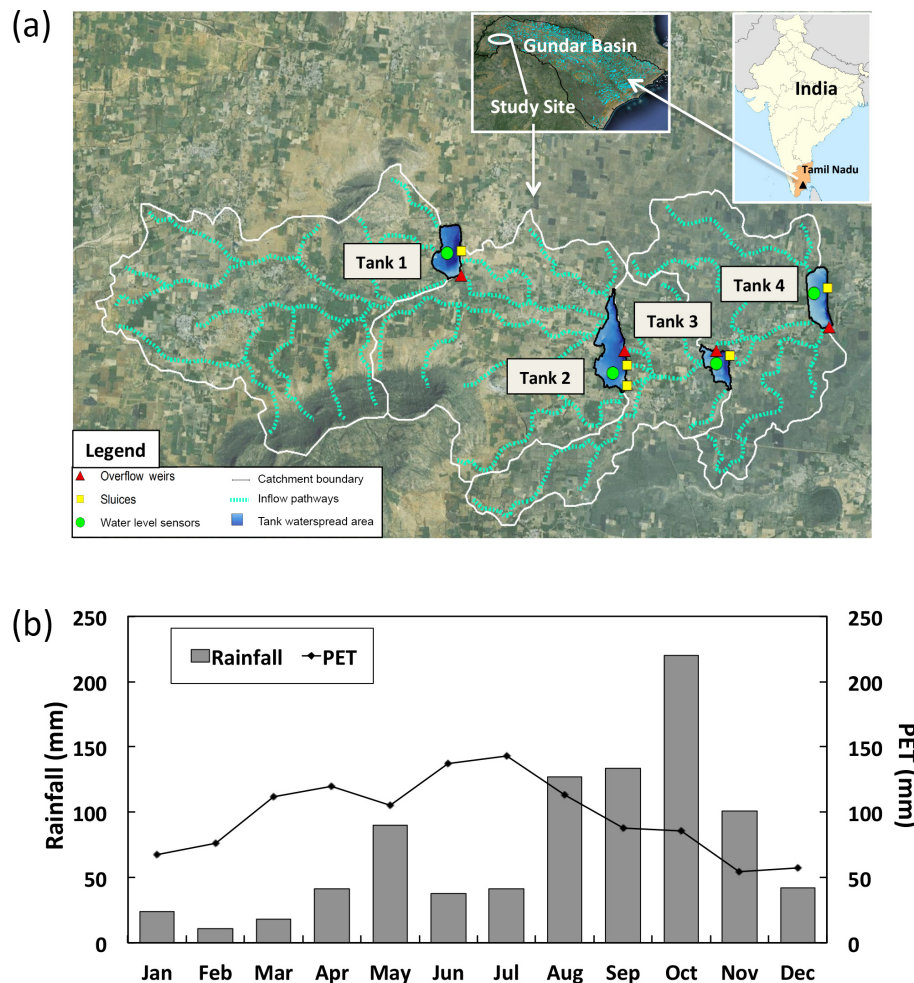 (a)
Gundar Basin
Study Site
India
Tamil Nadu
Tank 1
Tank 2
Tank 3
Tank 4
Legend
Overflow weirs
Sluices
Water level sensors
Catchment boundary
Inflow pathways
Tank waterspread area
(b)
Rainfall PET
Rainfall (mm)
250
200
150
100
50
0
PET (mm)
250
200
150
100
50
0
Jan Feb Mar Apr May Jun Jul Aug Sep Oct Nov Dec